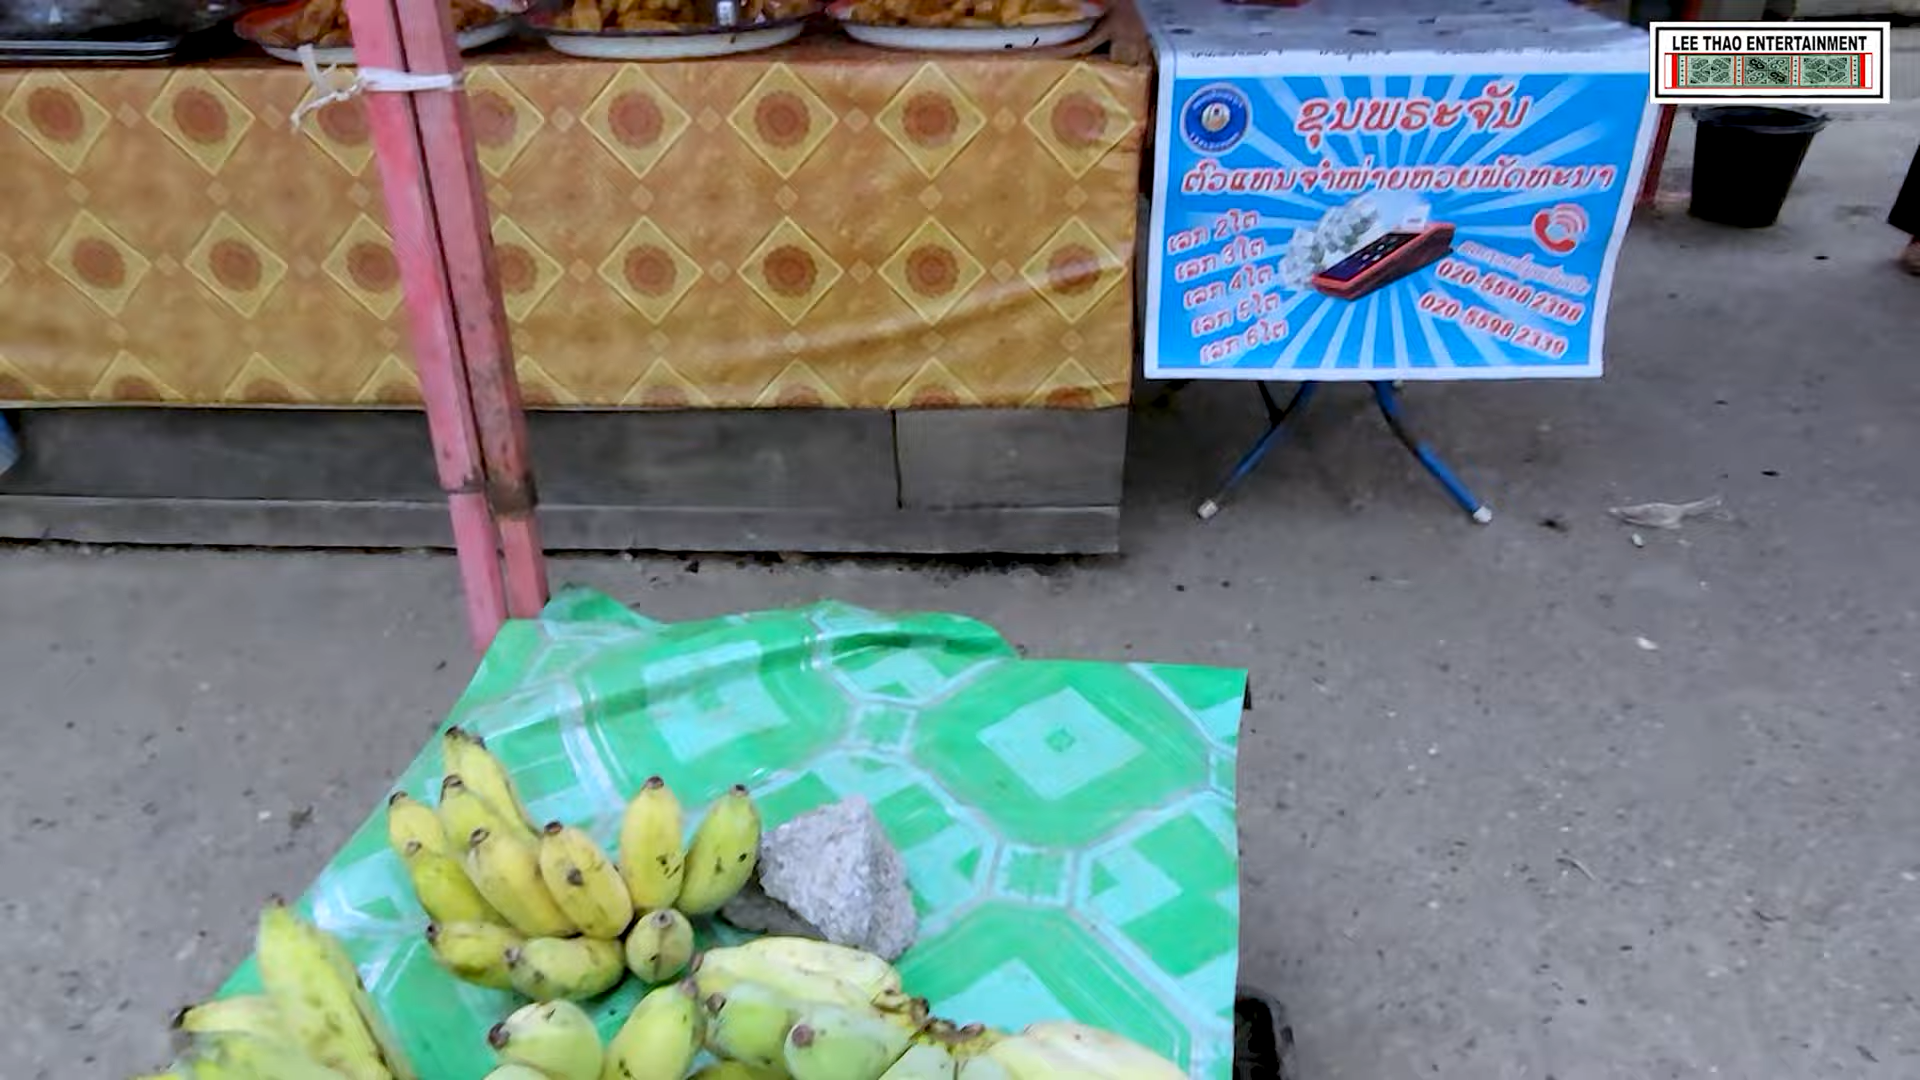 LEE THAO ENTERTAINMENT
ຂຸນພຣະຈັນ
ຕົວແທນຈຳໜ່າຍຫວຍພັດທະນາ
ເລກ 2ໂຕ
ເລກ 3ໂຕ
ເລກ 4ໂຕ
ເລກ 5ໂຕ
ເລກ 6ໂຕ
020-5598 2398
020-5598 2339